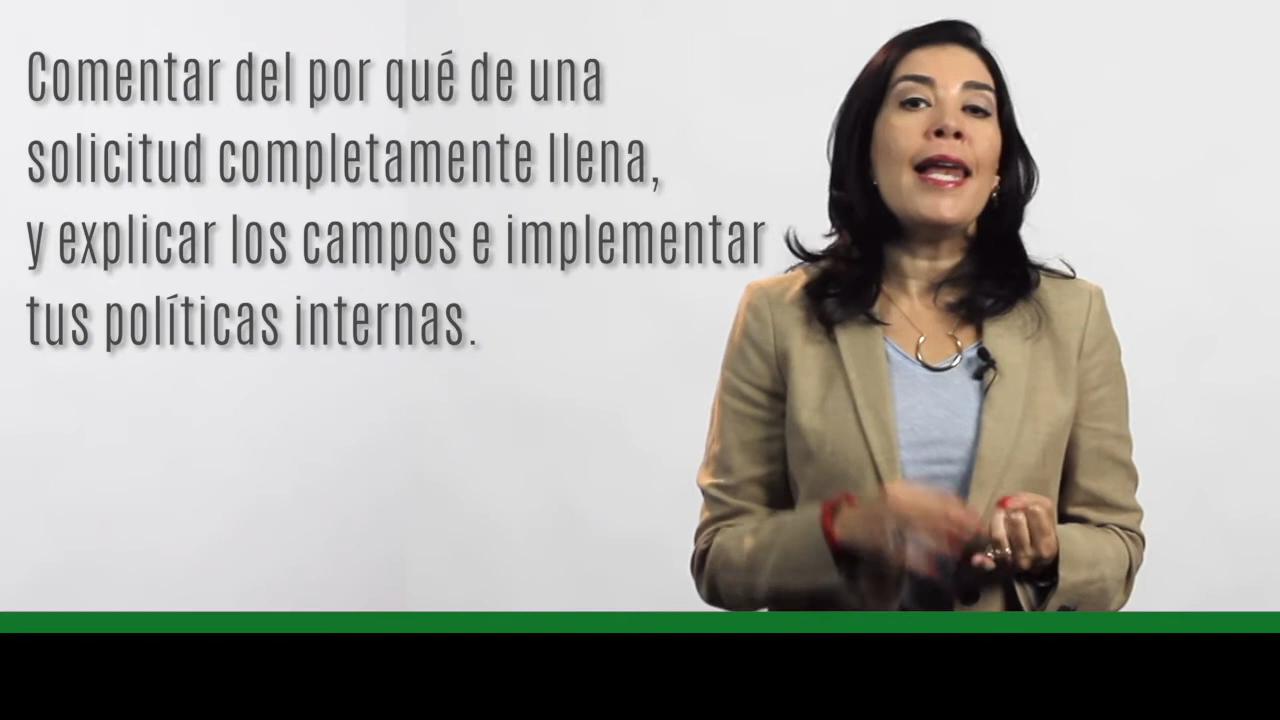 Comentar del por qué de una
solicitud completamente llena,
y explicar los campos e implementar
tus políticas internas.